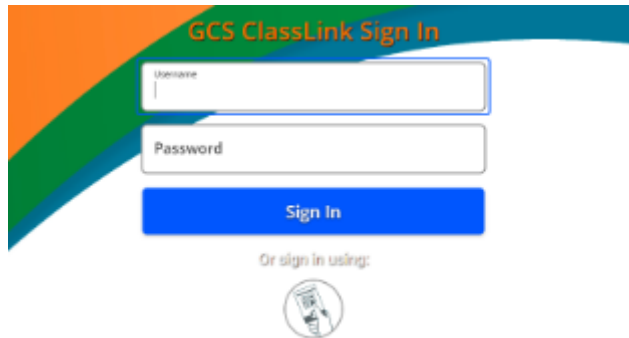 GCS ClassLink Sign In
Username
Password
Sign In
Or sign in using: